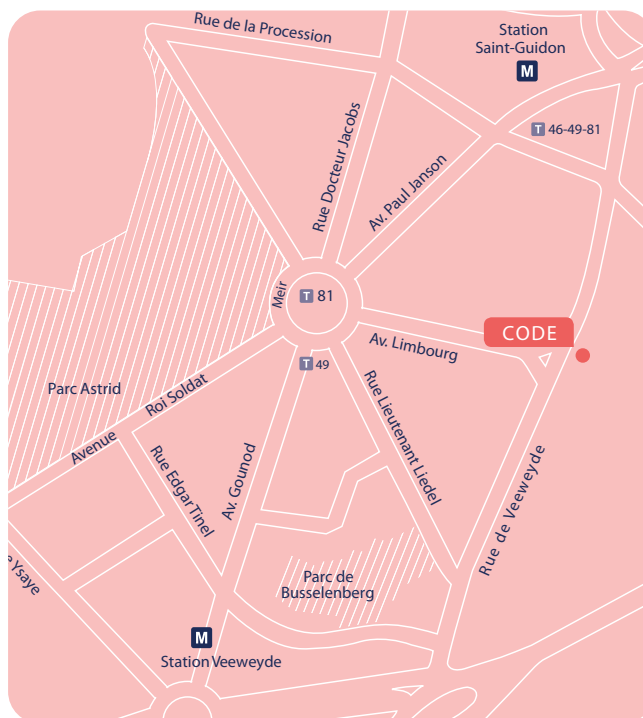 Rue de la Procession
Station
Saint-Guidon
M
T 46-49-81
Rue Docteur Jacobs
Av. Paul Janson
Meir
T 81
CODE
Av. Limbourg
T 49
Parc Astrid
Avenue Roi Soldat
Rue Lieutenant Liedel
Rue Edgar Tinel
Av. Gounod
Rue de Veeweyde
e Ysaye
Parc de
Busselenberg
M
Station Veeweyde